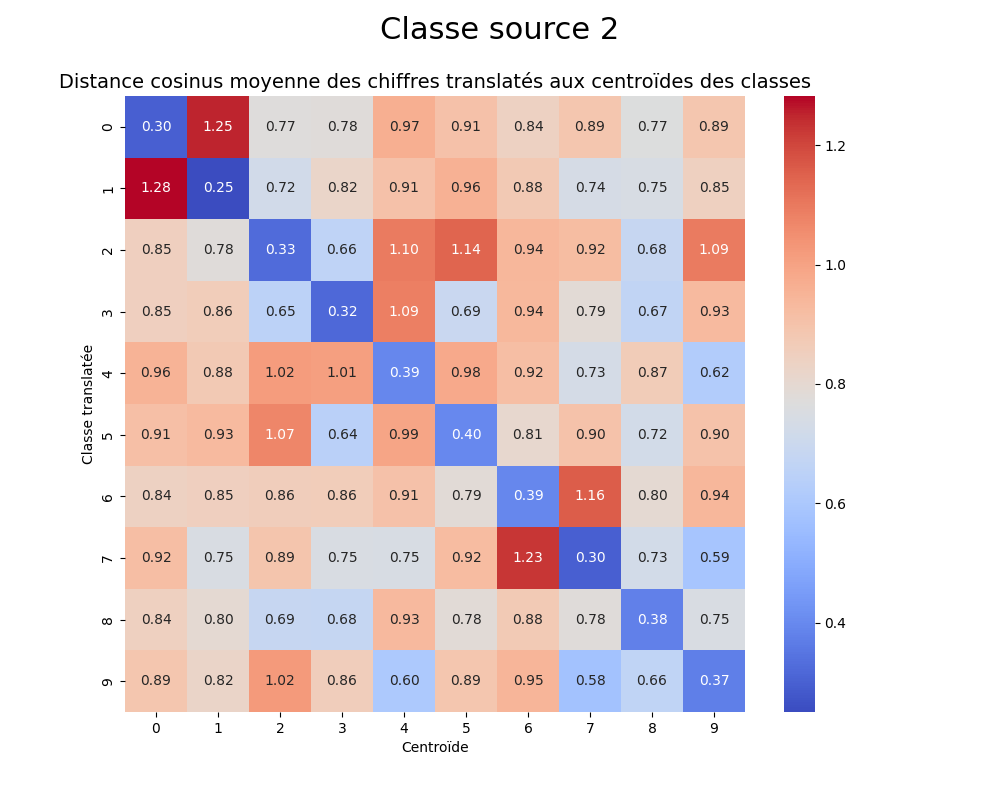 Classe source 2
Distance cosinus moyenne des chiffres translatés aux centroïdes des classes
0 0.30 1.25 0.77 0.78 0.97 0.91 0.84 0.89 0.77 0.89
1 1.28 0.25 0.72 0.82 0.91 0.96 0.88 0.74 0.75 0.85
2 0.85 0.78 0.33 0.66 1.10 1.14 0.94 0.92 0.68 1.09
3 0.85 0.86 0.65 0.32 1.09 0.69 0.94 0.79 0.67 0.93
4 0.96 0.88 1.02 1.01 0.39 0.98 0.92 0.73 0.87 0.62
5 0.91 0.93 1.07 0.64 0.99 0.40 0.81 0.90 0.72 0.90
6 0.84 0.85 0.86 0.86 0.91 0.79 0.39 1.16 0.80 0.94
7 0.92 0.75 0.89 0.75 0.75 0.92 1.23 0.30 0.73 0.59
8 0.84 0.80 0.69 0.68 0.93 0.78 0.88 0.78 0.38 0.75
9 0.89 0.82 1.02 0.86 0.60 0.89 0.95 0.58 0.66 0.37
0 1 2 3 4 5 6 7 8 9
Centroïde
Classe translatée
1.2
1.0
0.8
0.6
0.4